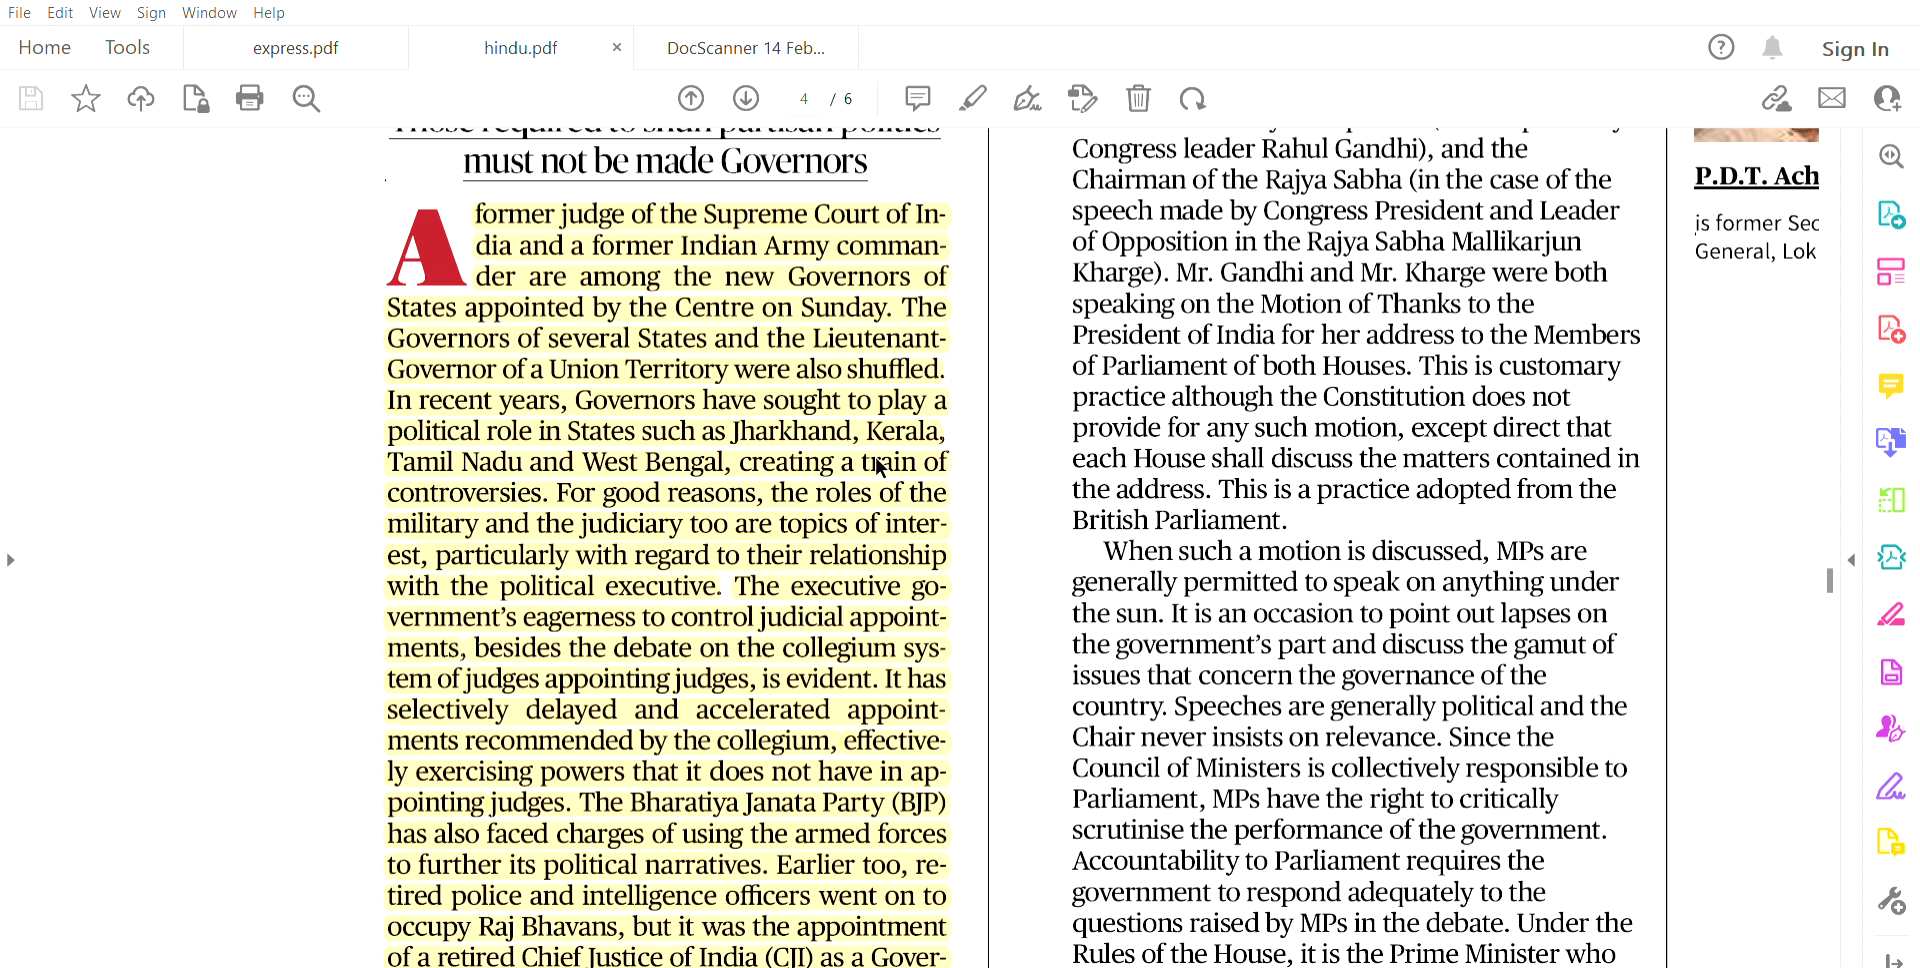 File Edit View Sign Window Help
Home Tools express.pdf hindu.pdf × DocScanner 14 Feb... ? Sign In
4 / 6
Those required to shun partisan politics
must not be made Governors
A former judge of the Supreme Court of In-
dia and a former Indian Army comman-
der are among the new Governors of
States appointed by the Centre on Sunday. The
Governors of several States and the Lieutenant-
Governor of a Union Territory were also shuffled.
In recent years, Governors have sought to play a
political role in States such as Jharkhand, Kerala,
Tamil Nadu and West Bengal, creating a train of
controversies. For good reasons, the roles of the
military and the judiciary too are topics of inter-
est, particularly with regard to their relationship
with the political executive. The executive go-
vernment's eagerness to control judicial appoint-
ments, besides the debate on the collegium sys-
tem of judges appointing judges, is evident. It has
selectively delayed and accelerated appoint-
ments recommended by the collegium, effective-
ly exercising powers that it does not have in ap-
pointing judges. The Bharatiya Janata Party (BJP)
has also faced charges of using the armed forces
to further its political narratives. Earlier too, re-
tired police and intelligence officers went on to
occupy Raj Bhavans, but it was the appointment
of a retired Chief Justice of India (CJI) as a Gover-
Congress leader Rahul Gandhi), and the
Chairman of the Rajya Sabha (in the case of the
speech made by Congress President and Leader
of Opposition in the Rajya Sabha Mallikarjun
Kharge). Mr. Gandhi and Mr. Kharge were both
speaking on the Motion of Thanks to the
President of India for her address to the Members
of Parliament of both Houses. This is customary
practice although the Constitution does not
provide for any such motion, except direct that
each House shall discuss the matters contained in
the address. This is a practice adopted from the
British Parliament.
When such a motion is discussed, MPs are
generally permitted to speak on anything under
the sun. It is an occasion to point out lapses on
the government's part and discuss the gamut of
issues that concern the governance of the
country. Speeches are generally political and the
Chair never insists on relevance. Since the
Council of Ministers is collectively responsible to
Parliament, MPs have the right to critically
scrutinise the performance of the government.
Accountability to Parliament requires the
government to respond adequately to the
questions raised by MPs in the debate. Under the
Rules of the House, it is the Prime Minister who
P.D.T. Ach
is former Sec
General, Lok